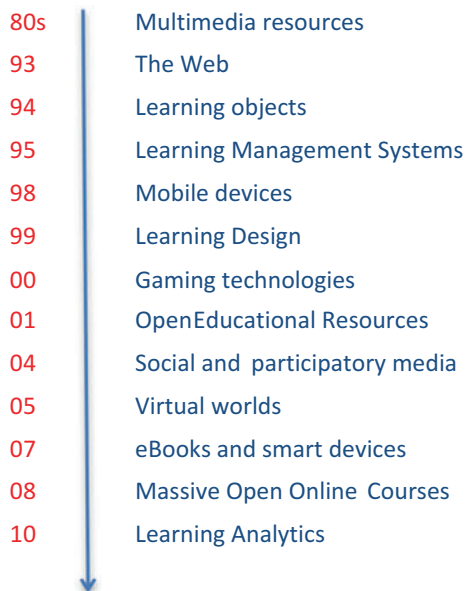 80s Multimedia resources
93 The Web
94 Learning objects
95 Learning Management Systems
98 Mobile devices
99 Learning Design
00 Gaming technologies
01 OpenEducational Resources
04 Social and participatory media
05 Virtual worlds
07 eBooks and smart devices
08 Massive Open Online Courses
10 Learning Analytics